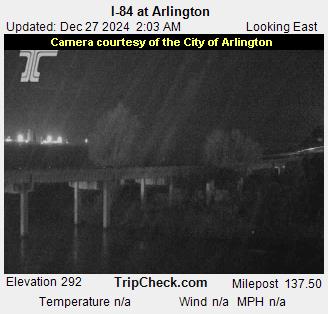 I-84 at Arlington
Updated: Dec 27 2024 2:03 AM Looking East
Camera courtesy of the City of Arlington
Elevation 292 TripCheck.com Milepost 137.50
Temperature n/a Wind n/a MPH n/a